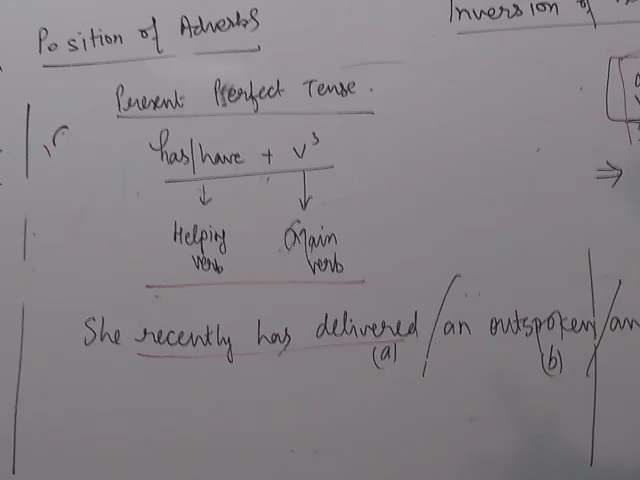 Position of Adverbs
Inversion of
Present Perfect Tense.
has/have + V³
Helping verb
Main verb
She recently has delivered / an outspoken / an
(a)
(b)